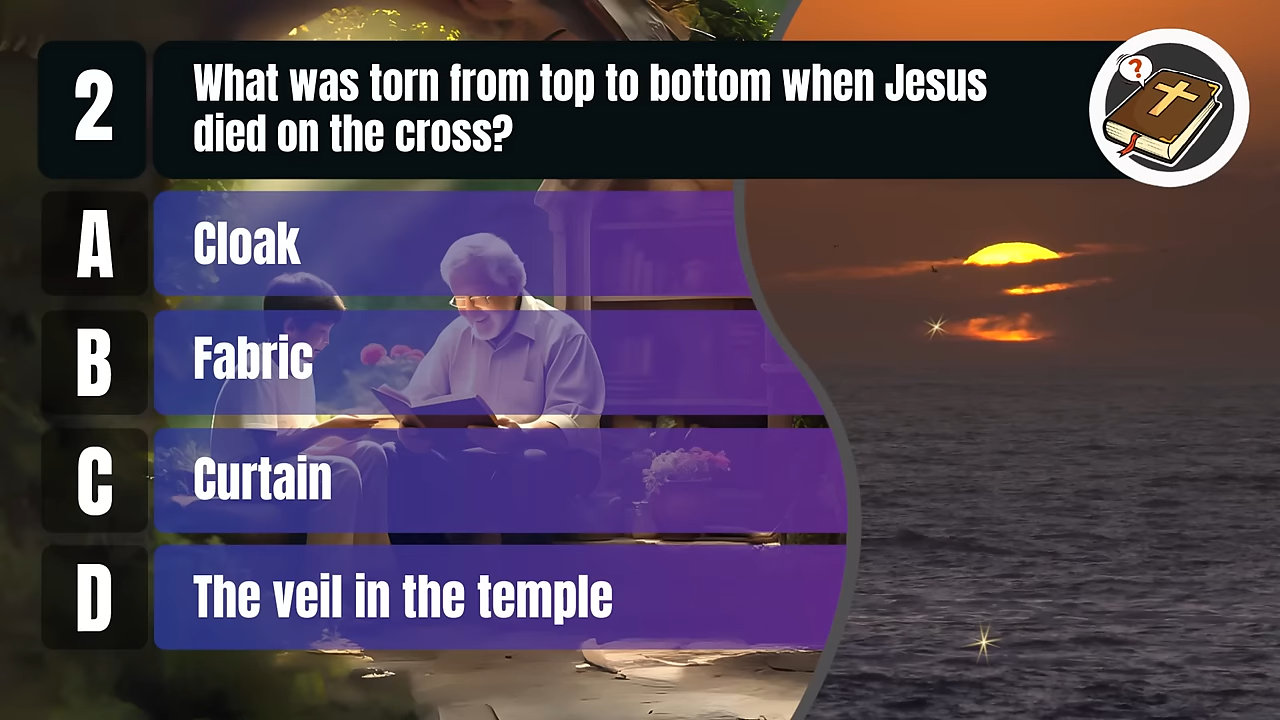 2
What was torn from top to bottom when Jesus
died on the cross?
A
Cloak
B
Fabric
C
Curtain
D
The veil in the temple
?